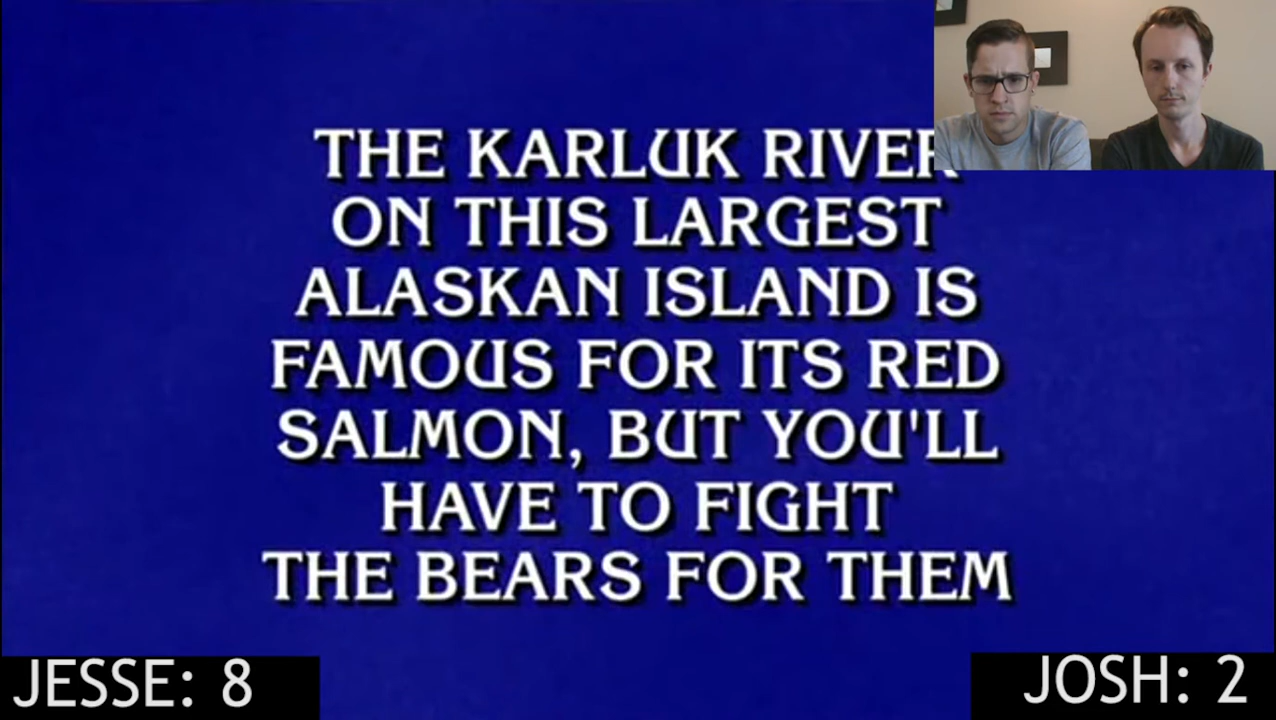 THE KARLUK RIVER
ON THIS LARGEST
ALASKAN ISLAND IS
FAMOUS FOR ITS RED
SALMON, BUT YOU'LL
HAVE TO FIGHT
THE BEARS FOR THEM
JESSE: 8
JOSH: 2